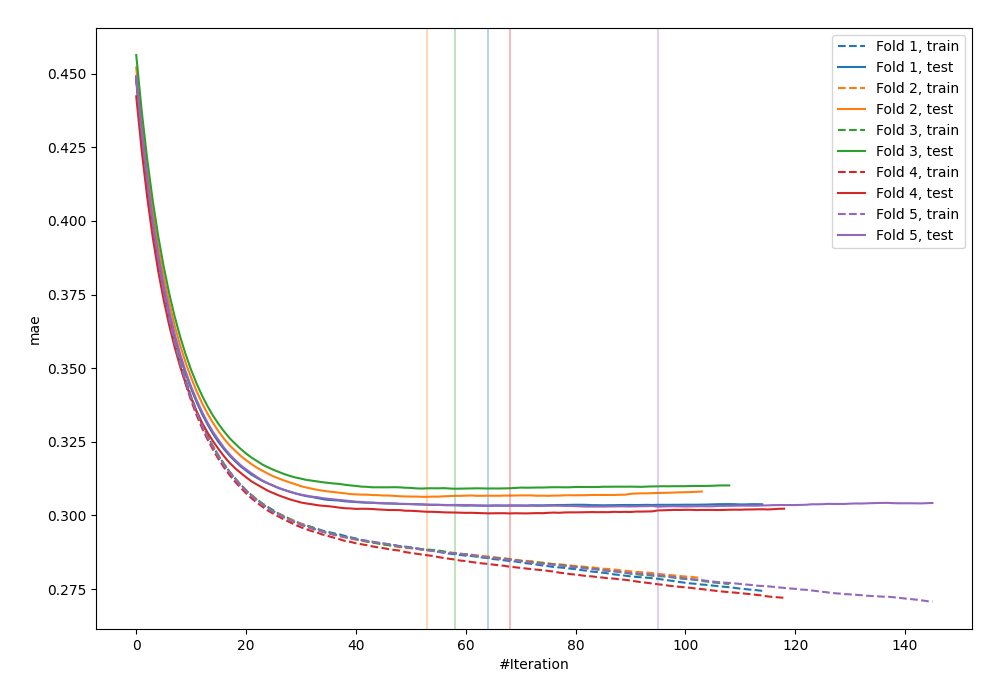 0.450
0.425
0.400
0.375
0.350
0.325
0.300
0.275
mae
0 20 40 60 80 100 120 140
#Iteration
Fold 1, train
Fold 1, test
Fold 2, train
Fold 2, test
Fold 3, train
Fold 3, test
Fold 4, train
Fold 4, test
Fold 5, train
Fold 5, test